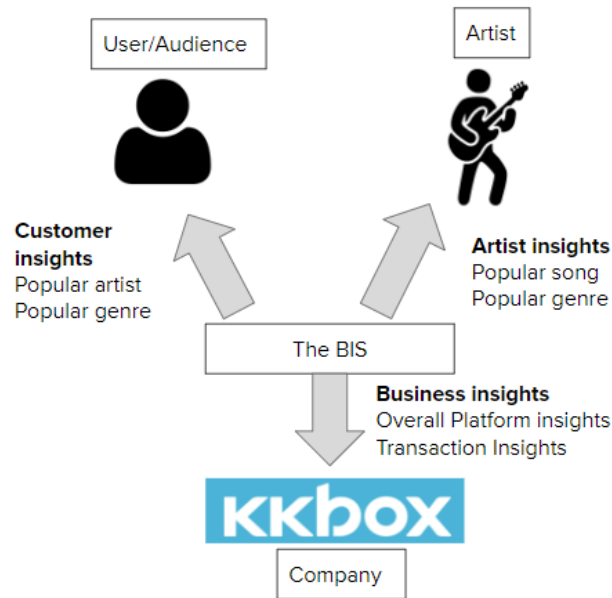 User/Audience
Artist
Customer
insights
Popular artist
Popular genre
Artist insights
Popular song
Popular genre
The BIS
Business insights
Overall Platform insights
Transaction Insights
KKBOX
Company